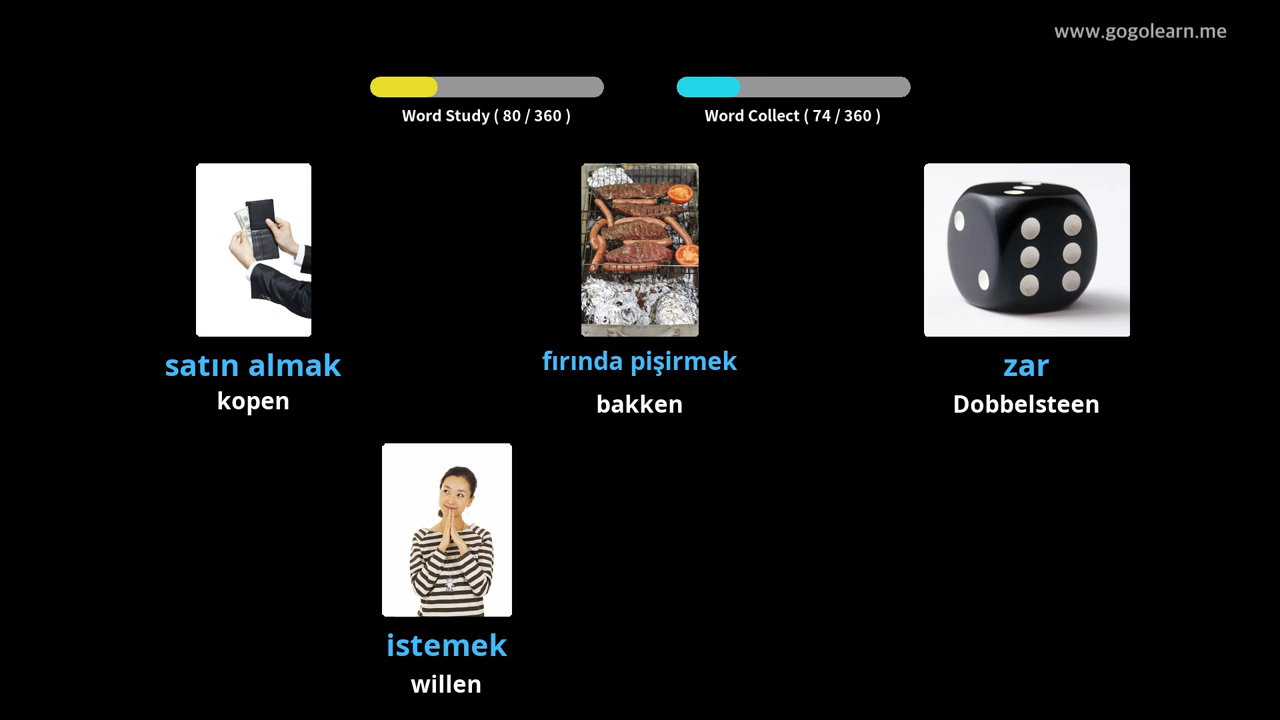 www.gogolearn.me
Word Study ( 80 / 360 )
Word Collect ( 74 / 360 )
satın almak
kopen
fırında pişirmek
bakken
zar
Dobbelsteen
istemek
willen